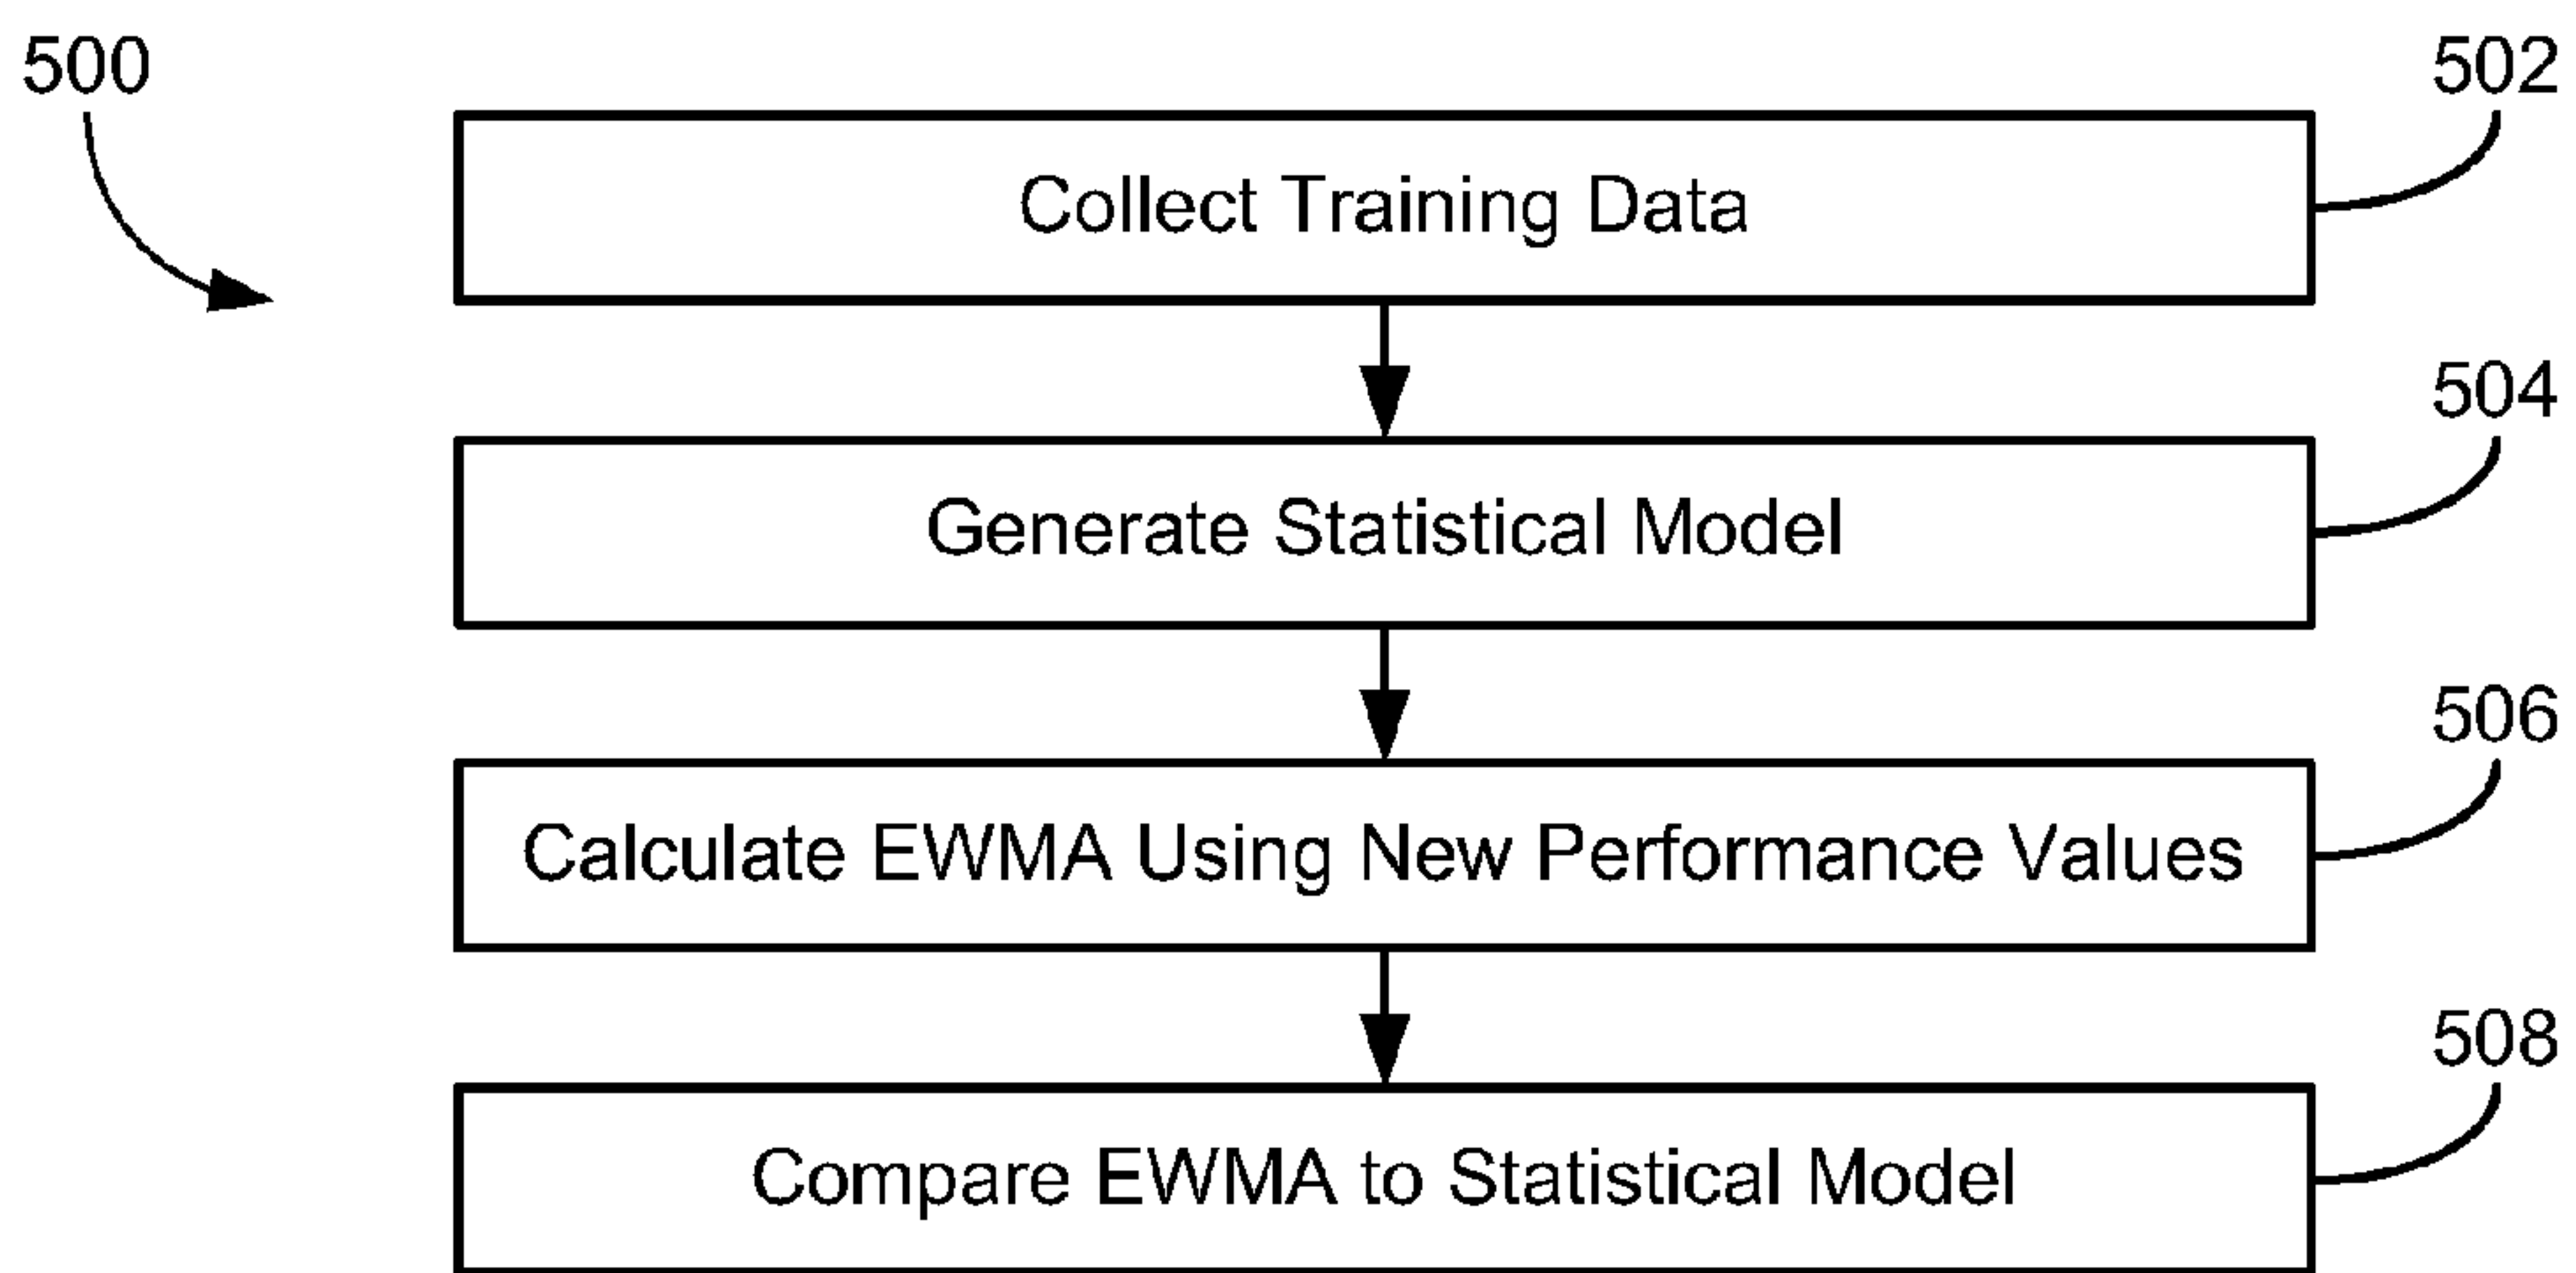 500
502
Collect Training Data
504
Generate Statistical Model
506
Calculate EWMA Using New Performance Values
508
Compare EWMA to Statistical Model